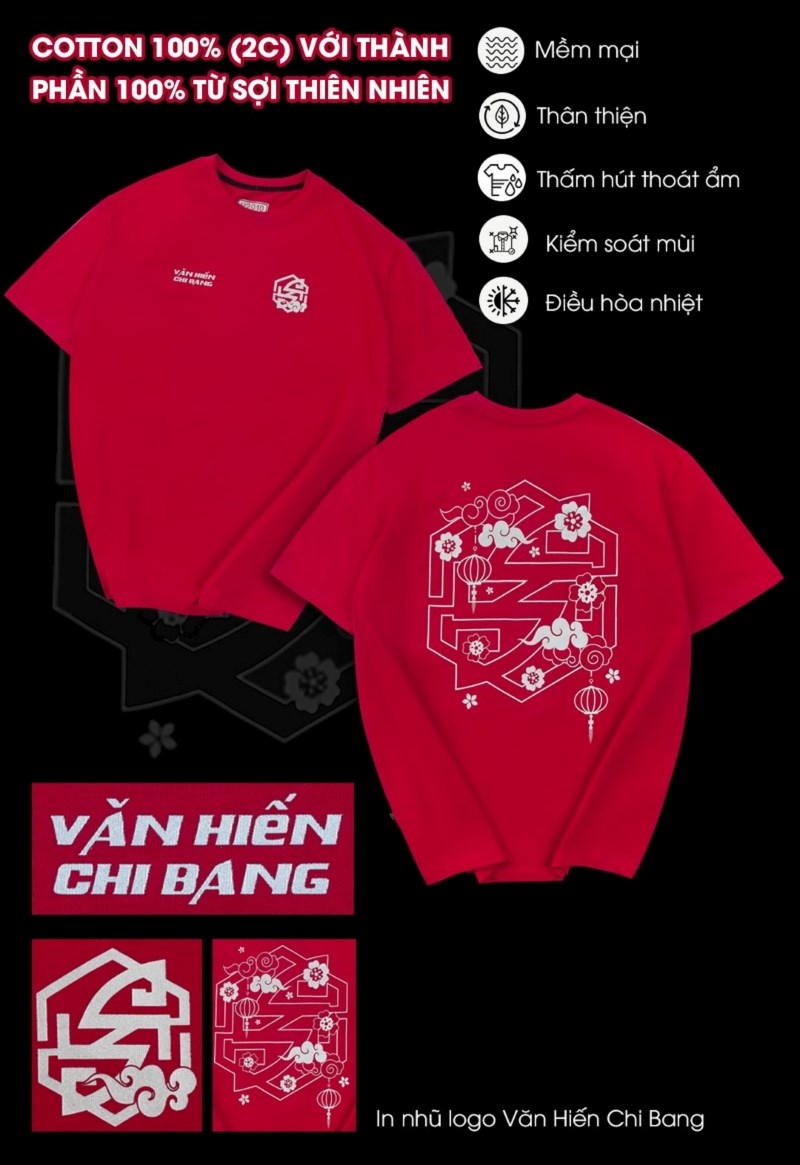 COTTON 100% (2C) VỚI THÀNH
PHẦN 100% TỪ SỢI THIÊN NHIÊN
Mềm mại
Thân thiện
Thấm hút thoát ẩm
Kiểm soát mùi
Điều hòa nhiệt
VĂN HIẾN
CHI BANG
VĂN HIẾN
CHI BANG
In nhũ logo Văn Hiến Chi Bang